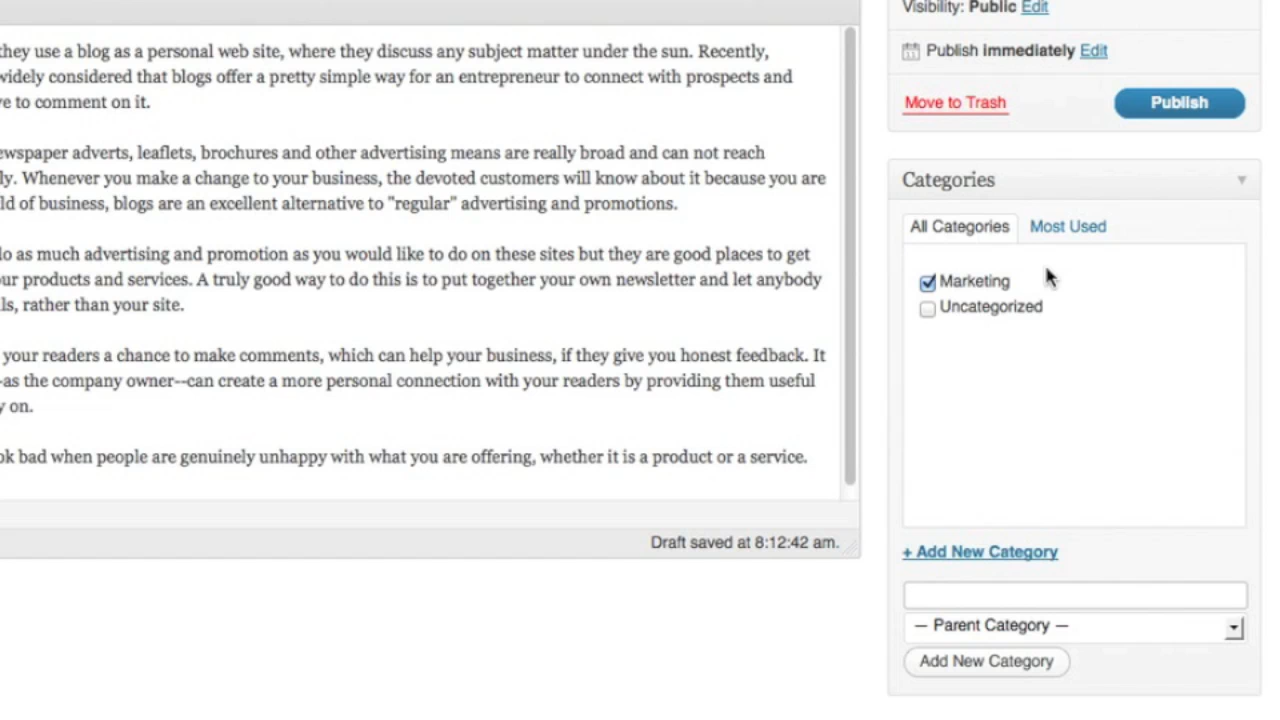 they use a blog as a personal web site, where they discuss any subject matter under the sun. Recently,
widely considered that blogs offer a pretty simple way for an entrepreneur to connect with prospects and
ve to comment on it.
ewspaper adverts, leaflets, brochures and other advertising means are really broad and can not reach
ly. Whenever you make a change to your business, the devoted customers will know about it because you are
ld of business, blogs are an excellent alternative to "regular" advertising and promotions.
lo as much advertising and promotion as you would like to do on these sites but they are good places to get
ur products and services. A truly good way to do this is to put together your own newsletter and let anybody
ls, rather than your site.
your readers a chance to make comments, which can help your business, if they give you honest feedback. It
-as the company owner--can create a more personal connection with your readers by providing them useful
y on.
ok bad when people are genuinely unhappy with what you are offering, whether it is a product or a service.
Draft saved at 8:12:42 am.
Visibility: Public Edit
Publish immediately Edit
Move to Trash
Publish
Categories
All Categories
Most Used
Marketing
Uncategorized
+ Add New Category
— Parent Category —
Add New Category